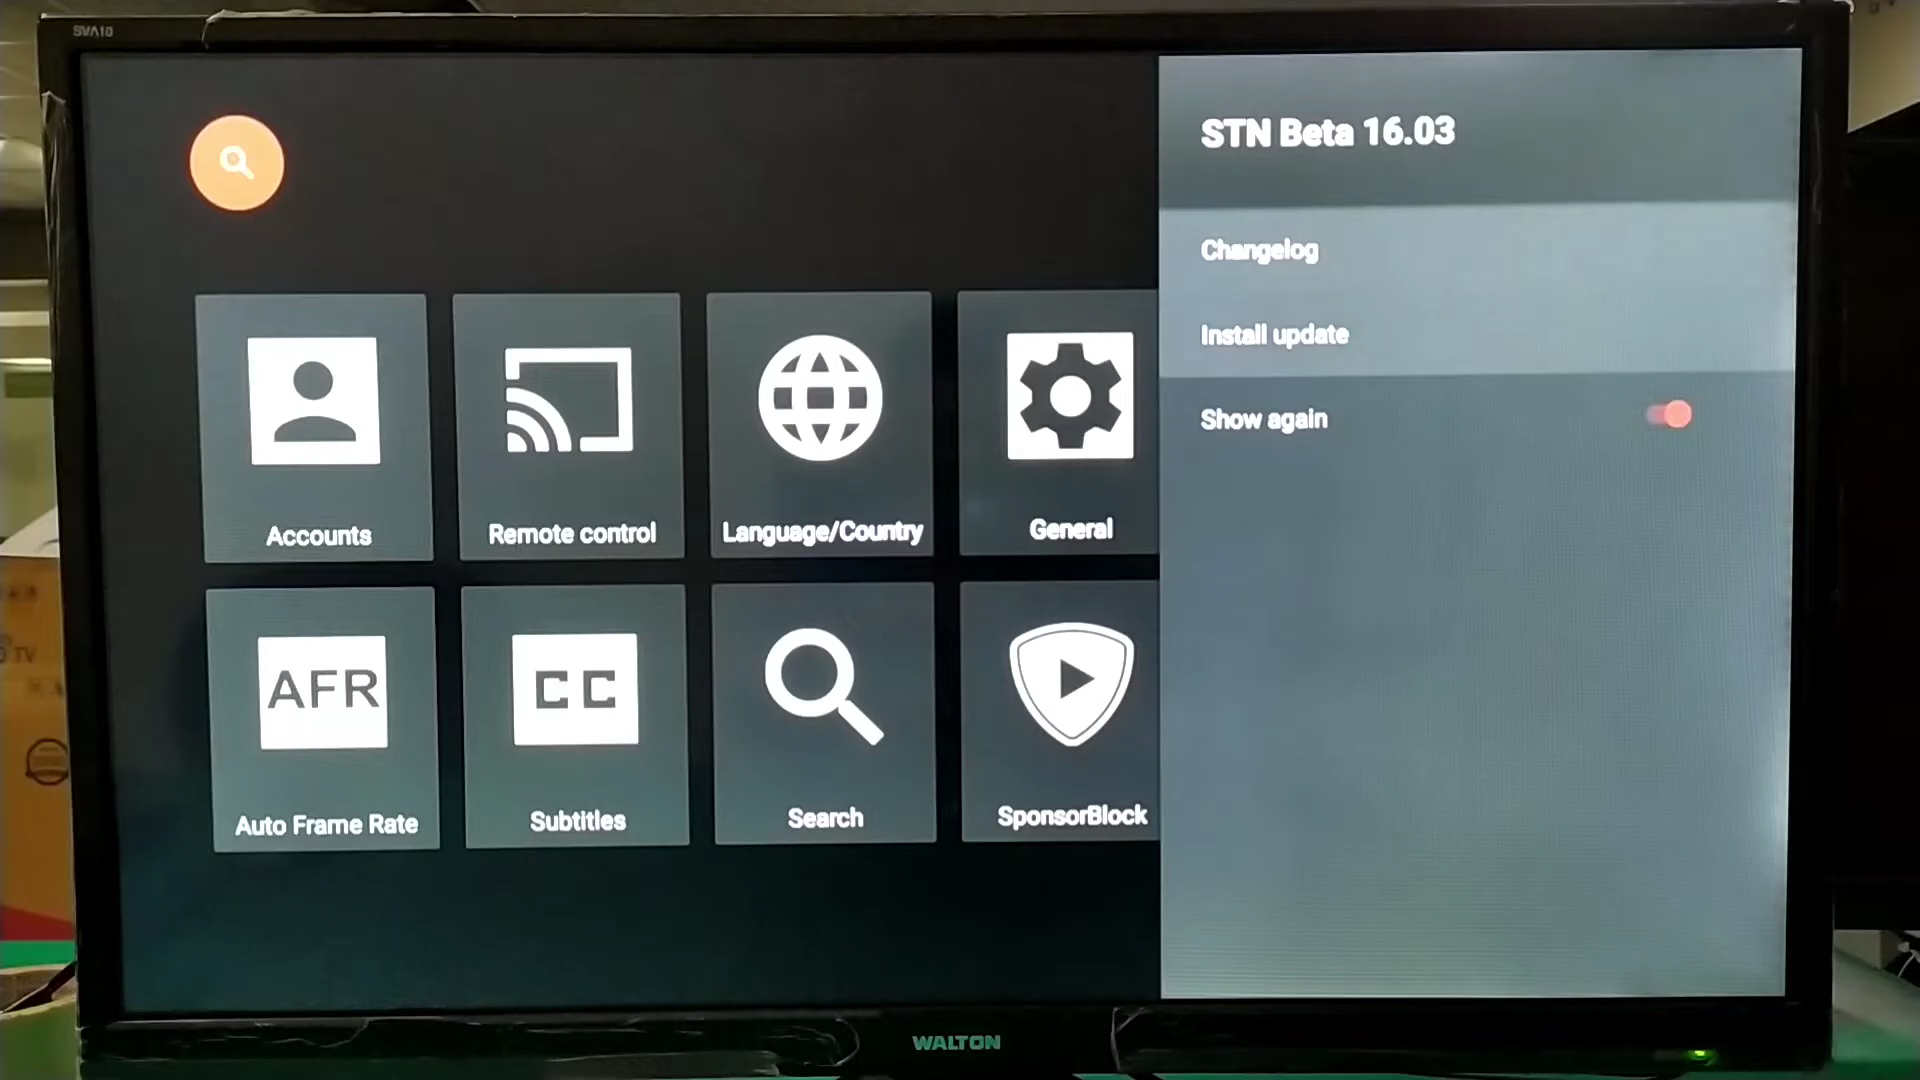 SVA10
STN Beta 16.03
Changelog
Install update
Show again
Accounts
Remote control
Language/Country
General
AFR
Auto Frame Rate
CC
Subtitles
Search
SponsorBlock
TV
WALTON